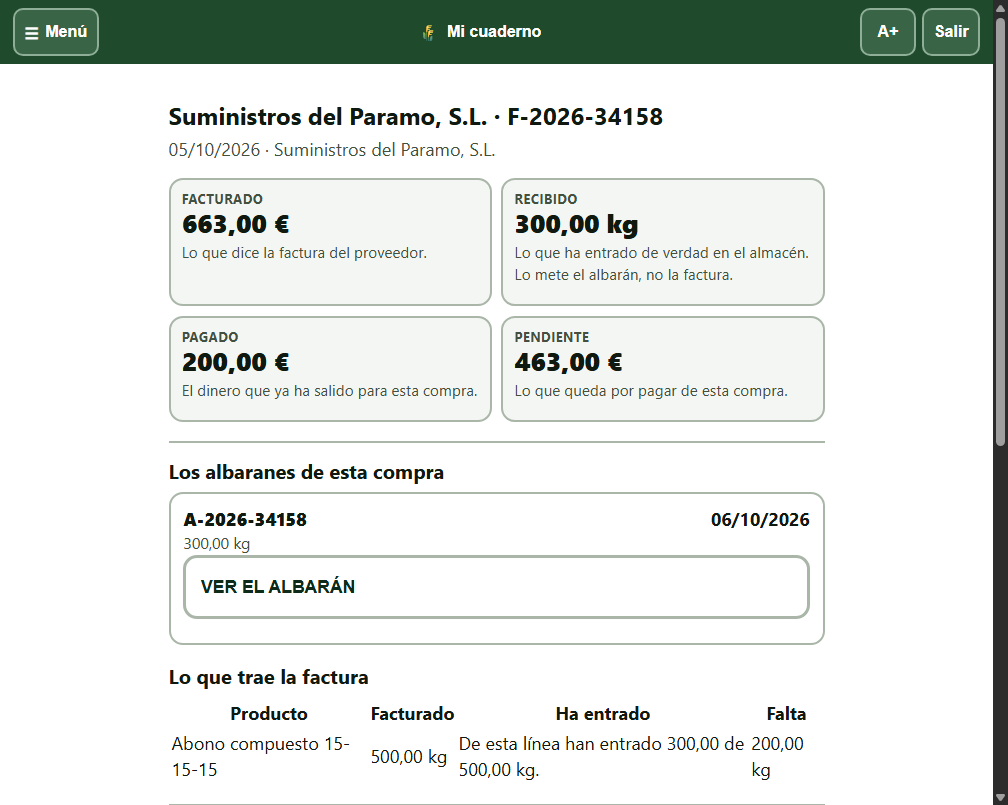 ☰ Menú
Mi cuaderno
A+
Salir
Suministros del Paramo, S.L. · F-2026-34158
05/10/2026 · Suministros del Paramo, S.L.
FACTURADO
663,00 €
Lo que dice la factura del proveedor.
RECIBIDO
300,00 kg
Lo que ha entrado de verdad en el almacén.
Lo mete el albarán, no la factura.
PAGADO
200,00 €
El dinero que ya ha salido para esta compra.
PENDIENTE
463,00 €
Lo que queda por pagar de esta compra.
Los albaranes de esta compra
A-2026-34158
06/10/2026
300,00 kg
VER EL ALBARÁN
Lo que trae la factura
Producto Facturado Ha entrado Falta
Abono compuesto 15-
15-15
500,00 kg
De esta línea han entrado 300,00 de
500,00 kg.
200,00
kg